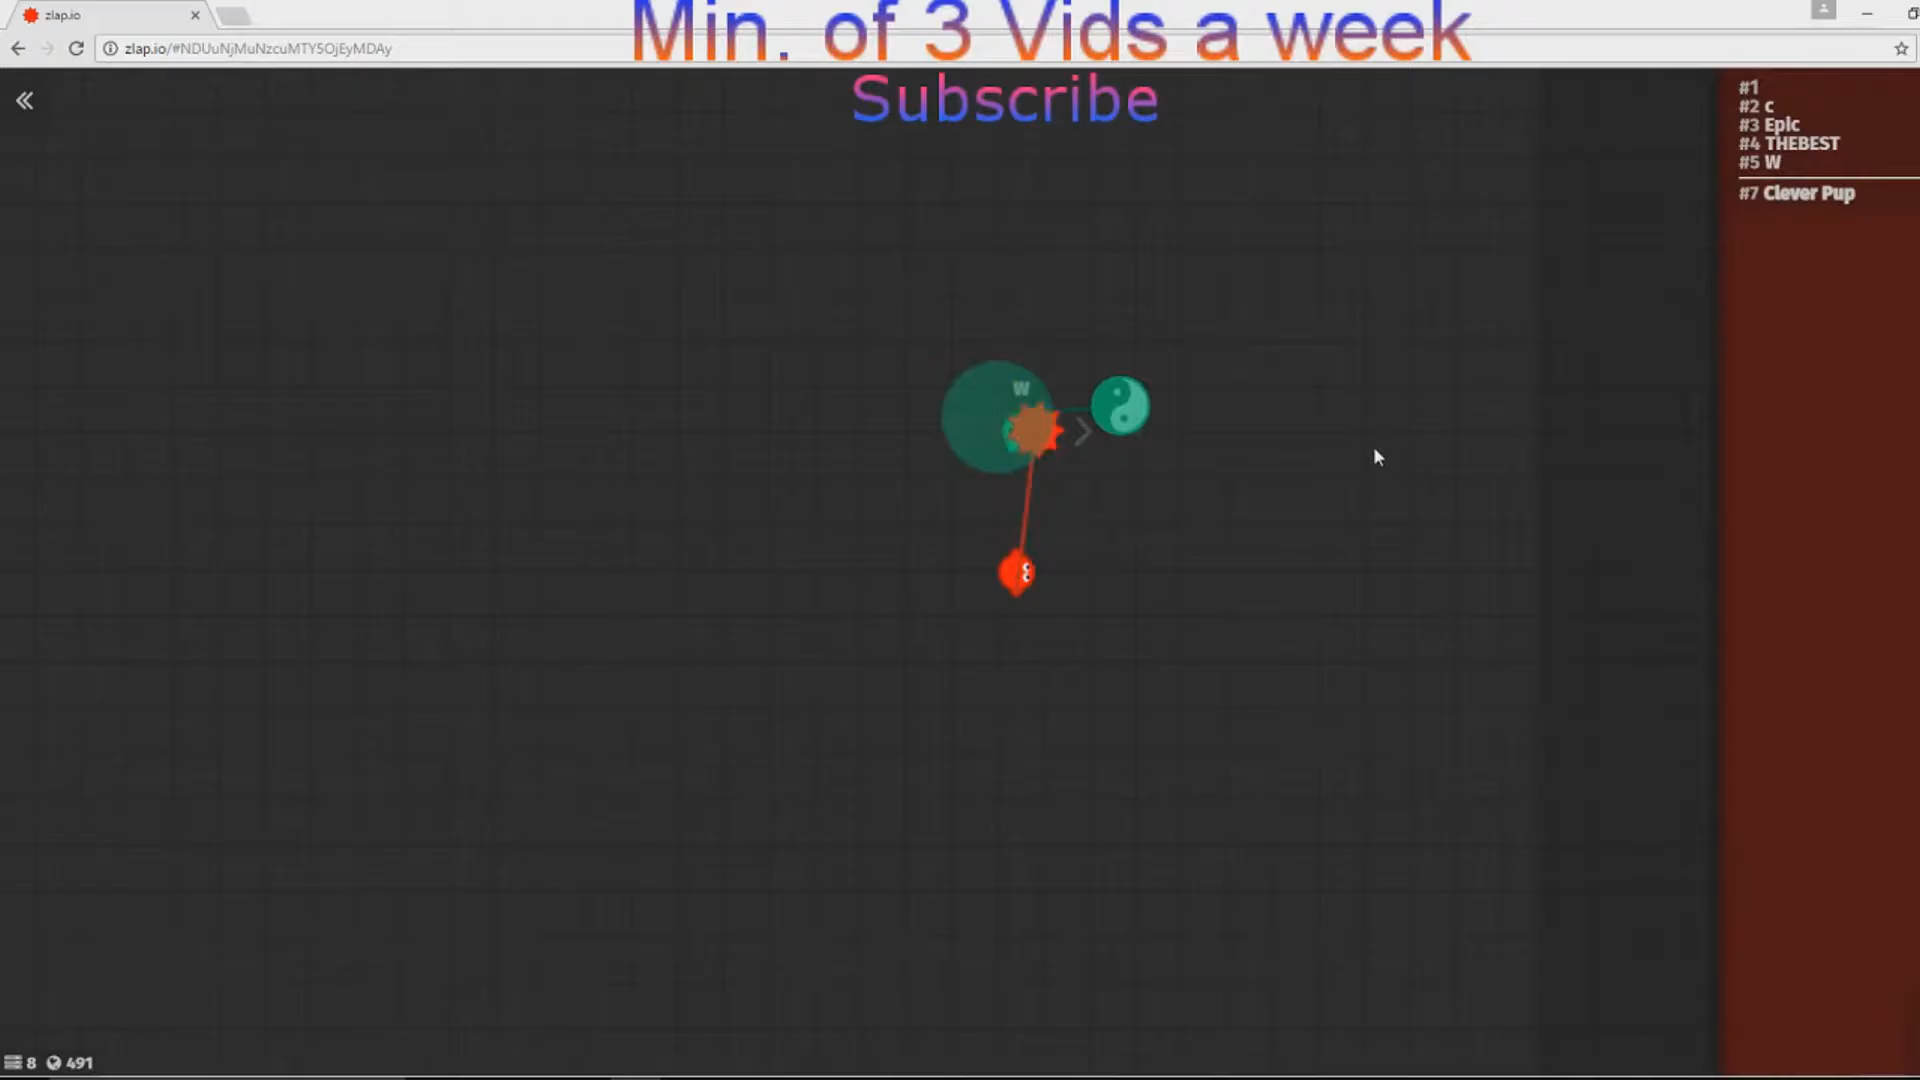 zlap.io
zlap.io/#NDUuNjMuNzcuMTY5OjEyMDAy
Min. of 3 Vids a week
Subscribe
#1
#2 c
#3 Epic
#4 THEBEST
#5 W
#7 Clever Pup
W
8 491